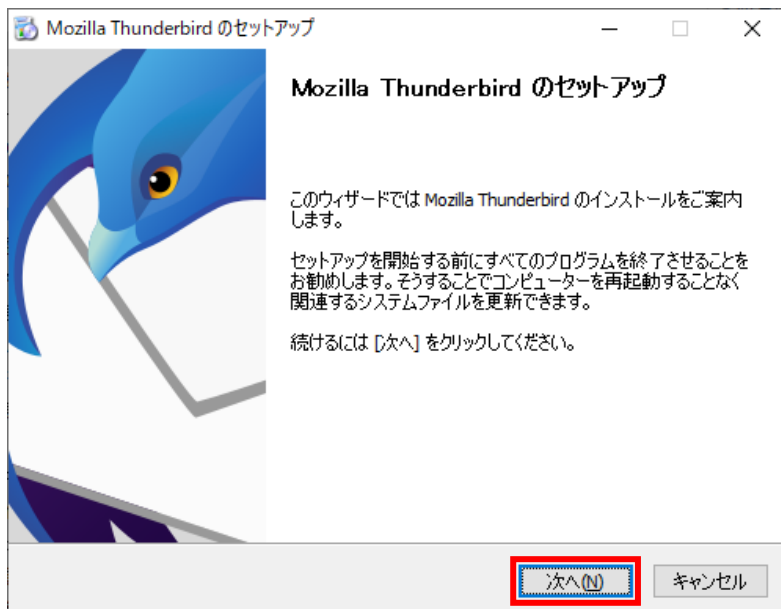 Mozilla Thunderbird のセットアップ
Mozilla Thunderbird のセットアップ
このウィザードでは Mozilla Thunderbird のインストールをご案内
します。
セットアップを開始する前にすべてのプログラムを終了させることを
お勧めします。そうすることでコンピューターを再起動することなく
関連するシステムファイルを更新できます。
続けるには [次へ] をクリックしてください。
次へ(N)
キャンセル